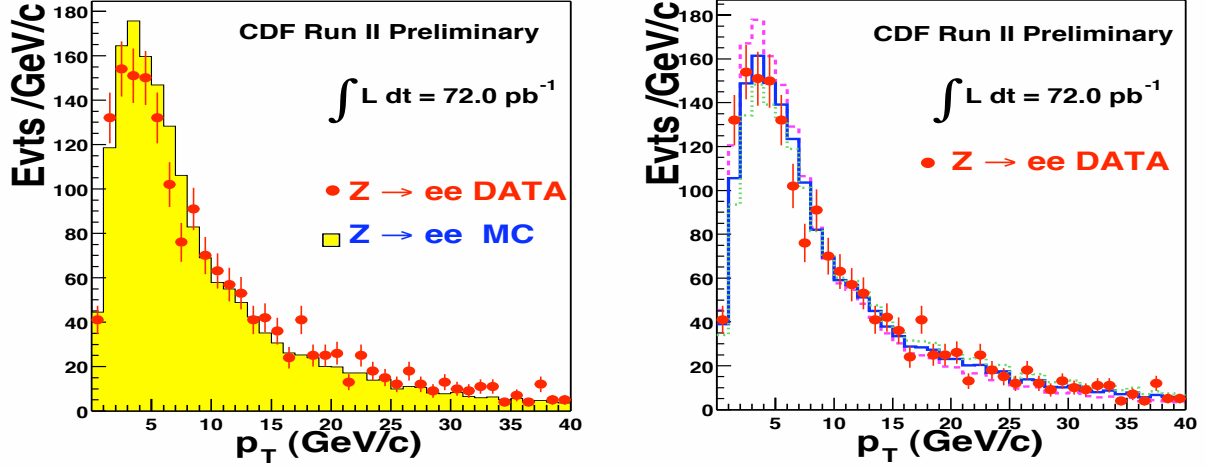 Evts /GeV/c
180
160
140
120
100
80
60
40
20
0
CDF Run II Preliminary
∫ L dt = 72.0 pb⁻¹
Z → ee DATA
Z → ee MC
5 10 15 20 25 30 35 40
p_T (GeV/c)
Evts /GeV/c
180
160
140
120
100
80
60
40
20
0
CDF Run II Preliminary
∫ L dt = 72.0 pb⁻¹
Z → ee DATA
5 10 15 20 25 30 35 40
p_T (GeV/c)